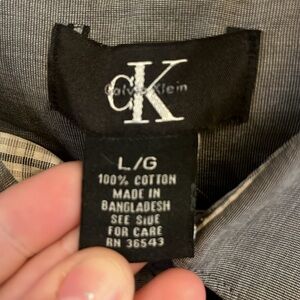 cK
Calvin Klein
L/G
100% COTTON
MADE IN
BANGLADESH
SEE SIDE
FOR CARE
RN 36543